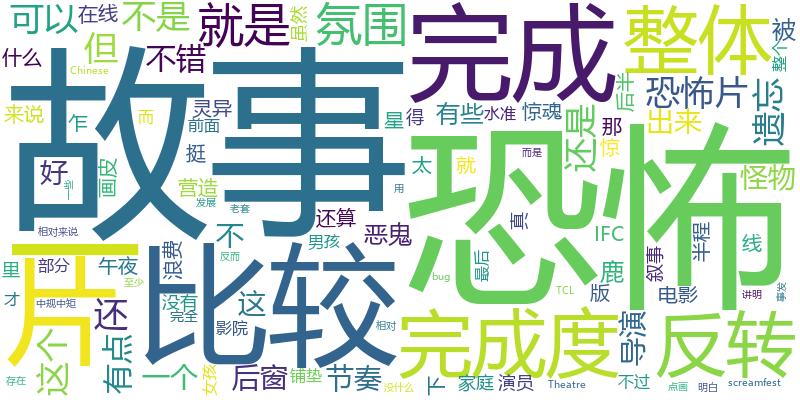 可以 在线 不是 就是 虽然 氛围 完成 整体 整个 被
什么 但 不错 恐怖片
Chinese
来说 乍 而 灵异 挺 前面 星 得 有些 水准 惊魂 后半 还是 那 出来 遗忘
故事 恐怖
好 一些 画皮 营造 太 就 惊 怪物
用 发展 老套 还算 真 而是
相对来说 不 男孩 恶鬼 IFC 叙事 半程 线
片 比较
里 部分 午夜 浪费 反而 bug 最后 鹿
才 中规中矩 还 没有 这 TCL 版 电影 讲明 事发
至少 完全 影院 相对 完成度 导演 反转
这个 有点 一个 女孩 后窗 铺垫 节奏 下 家庭 演员 不过 点画 明白
存在 没什么 Theatre screamfest